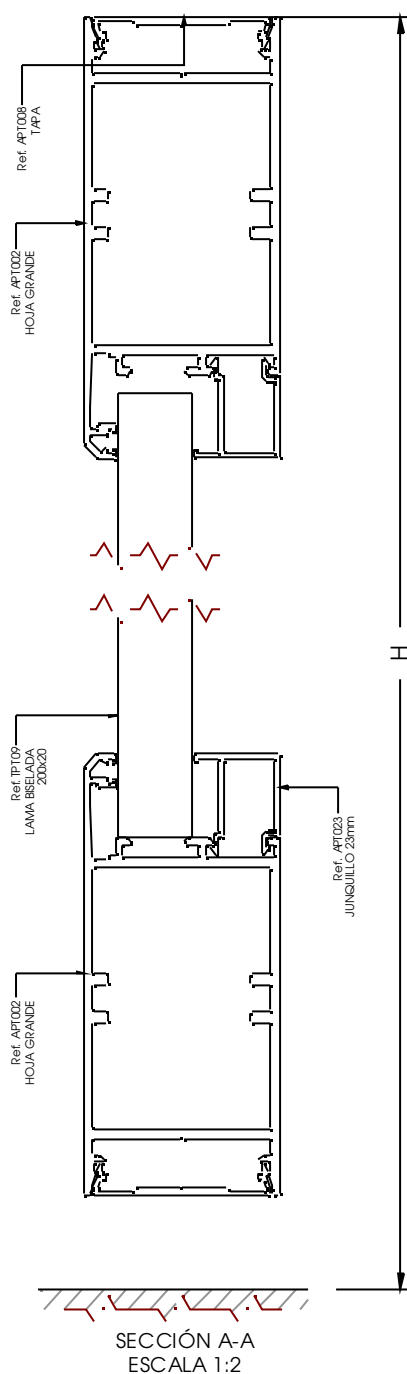 Ref. APT008
TAPA
Ref. APT002
HOJA GRANDE
H
Ref. TPT09
LAMA BISELADA
200x20
Ref. APT023
JUNQUILLO 23mm
Ref. APT002
HOJA GRANDE
SECCIÓN A-A
ESCALA 1:2